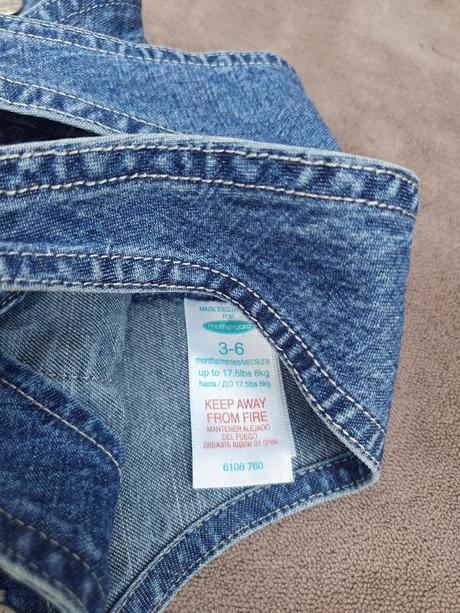 MADE EXCLUSIVELY
FOR
mothercare
3-6
months/meses/МЕСЯЦЕВ
up to 17.5lbs 8kg
hasta / ДО 17.5lbs 8kg
KEEP AWAY
FROM FIRE
MANTENER ALEJADO
DEL FUEGO
держать вдали от огня
6108 760